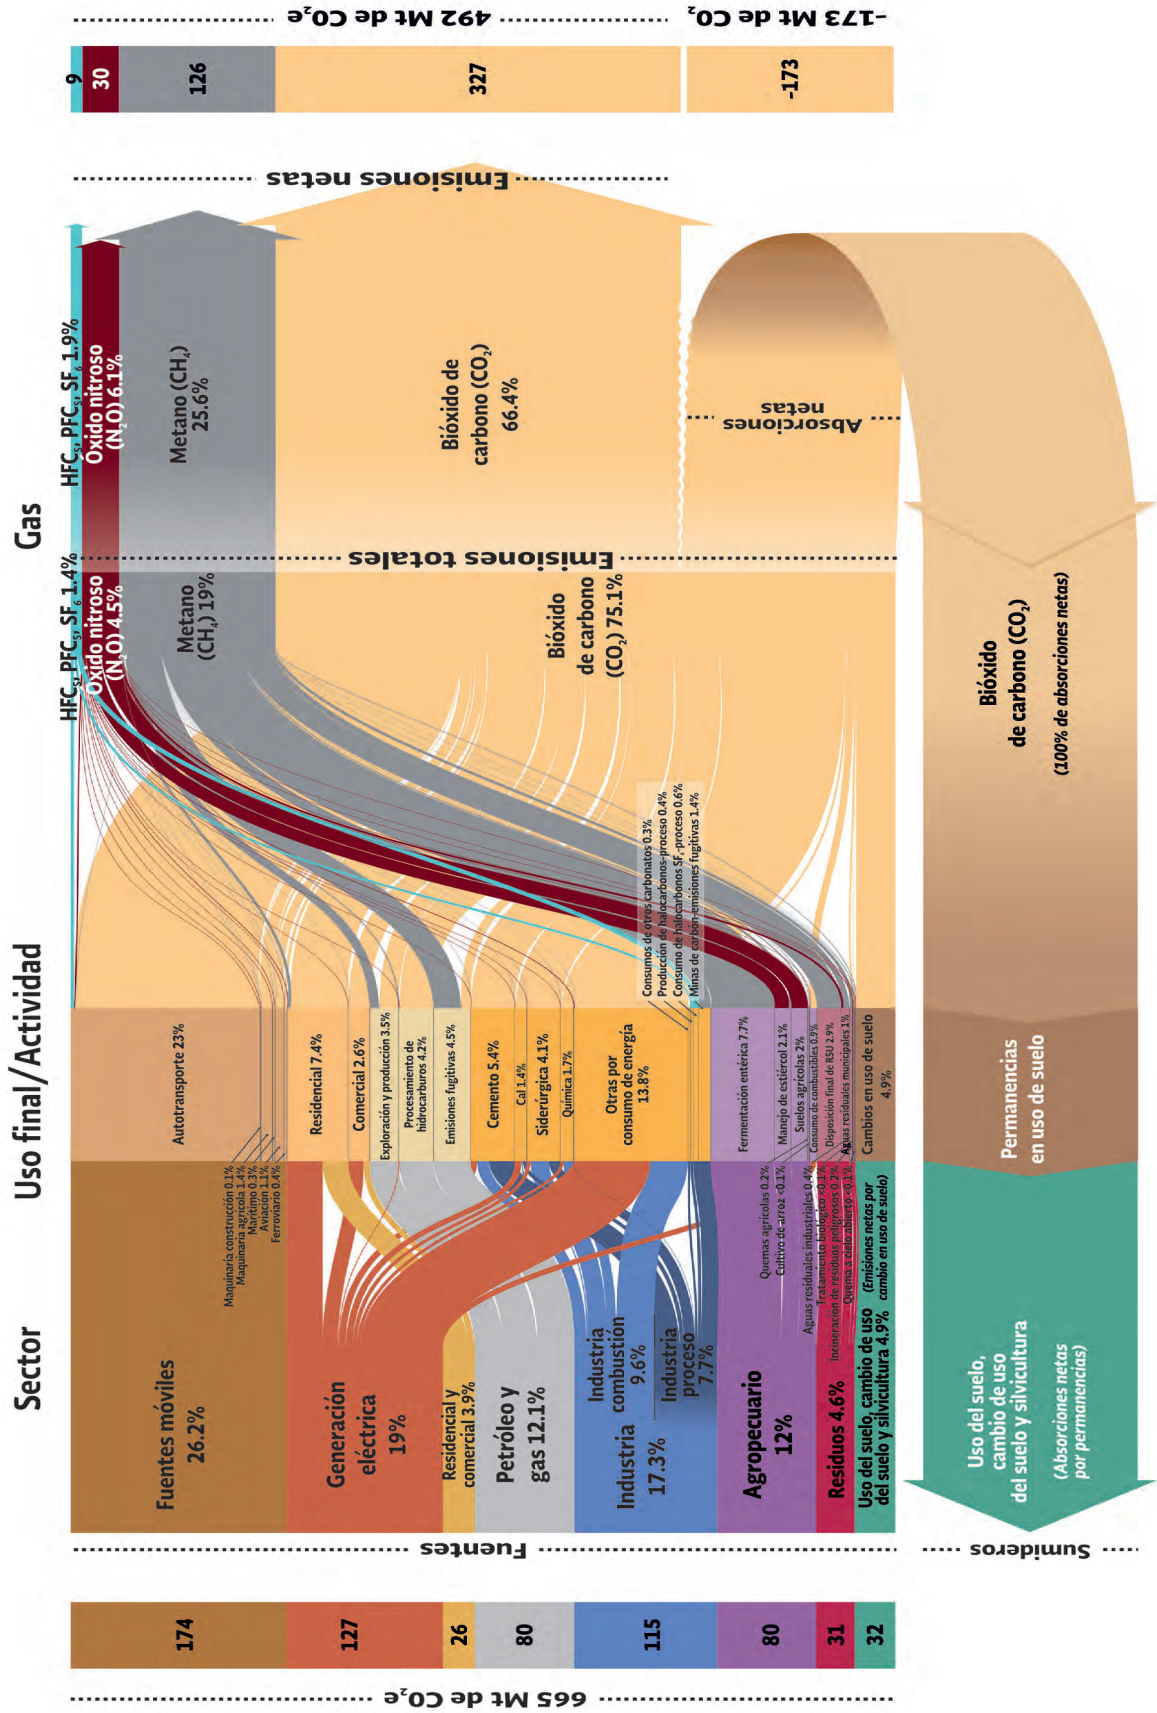 Sector
Uso final/Actividad
Gas
665 Mt de CO₂e
174
127
26
80
115
80
31
32
Fuentes
Sumideros
Fuentes móviles
26.2%
Generación
eléctrica
19%
Residencial y
comercial 3.9%
Petróleo y
gas 12.1%
Industria
17.3%
Industria
combustión
9.6%
Industria
proceso
7.7%
Agropecuario
12%
Residuos 4.6%
Uso del suelo, cambio de uso
del suelo y silvicultura 4.9%
(Emisiones netas por
cambio en uso de suelo)
Uso del suelo,
cambio de uso
del suelo y silvicultura
(Absorciones netas
por permanencias)
Maquinaria construcción 0.1%
Maquinaria agrícola 1.4%
Marítimo 0.3%
Aviación 1.1%
Ferroviario 0.4%
Quemas agrícolas 0.2%
Cultivo de arroz <0.1%
Aguas residuales industriales 0.4%
Tratamiento biológico <0.1%
Incineración de residuos peligrosos 0.2%
Quema a cielo abierto <0.1%
Autotransporte 23%
Residencial 7.4%
Comercial 2.6%
Exploración y producción 3.5%
Procesamiento de
hidrocarburos 4.2%
Emisiones fugitivas 4.5%
Cemento 5.4%
Cal 1.4%
Siderúrgica 4.1%
Química 1.7%
Otras por
consumo de energía
13.8%
Fermentación entérica 7.7%
Manejo de estiércol 2.1%
Suelos agrícolas 2%
Consumo de combustibles 0.9%
Disposición final de RSU 2.9%
Aguas residuales municipales 1%
Cambios en uso de suelo
4.9%
Permanencias
en uso de suelo
Consumos de otros carbonatos 0.3%
Producción de halocarbonos-proceso 0.4%
Consumo de halocarbonos SF₆-proceso 0.6%
Minas de carbón-emisiones fugitivas 1.4%
HFCₛ, PFCₛ, SF₆ 1.4%
Óxido nitroso
(N₂O) 4.5%
Metano
(CH₄) 19%
Bióxido
de carbono
(CO₂) 75.1%
Bióxido
de carbono (CO₂)
(100% de absorciones netas)
Emisiones totales
HFCₛ, PFCₛ, SF₆ 1.9%
Óxido nitroso
(N₂O) 6.1%
Metano (CH₄)
25.6%
Bióxido de
carbono (CO₂)
66.4%
Absorciones
netas
Emisiones netas
9
30
126
327
-173
492 Mt de CO₂e
-173 Mt de CO₂